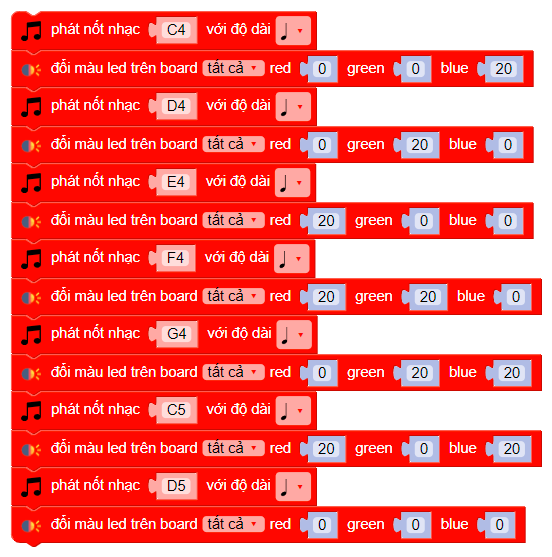 phát nốt nhạc C4 với độ dài ♩
đổi màu led trên board tất cả red 0 green 0 blue 20
phát nốt nhạc D4 với độ dài ♩
đổi màu led trên board tất cả red 0 green 20 blue 0
phát nốt nhạc E4 với độ dài ♩
đổi màu led trên board tất cả red 20 green 0 blue 0
phát nốt nhạc F4 với độ dài ♩
đổi màu led trên board tất cả red 20 green 20 blue 0
phát nốt nhạc G4 với độ dài ♩
đổi màu led trên board tất cả red 0 green 20 blue 20
phát nốt nhạc C5 với độ dài ♩
đổi màu led trên board tất cả red 20 green 0 blue 20
phát nốt nhạc D5 với độ dài ♩
đổi màu led trên board tất cả red 0 green 0 blue 0